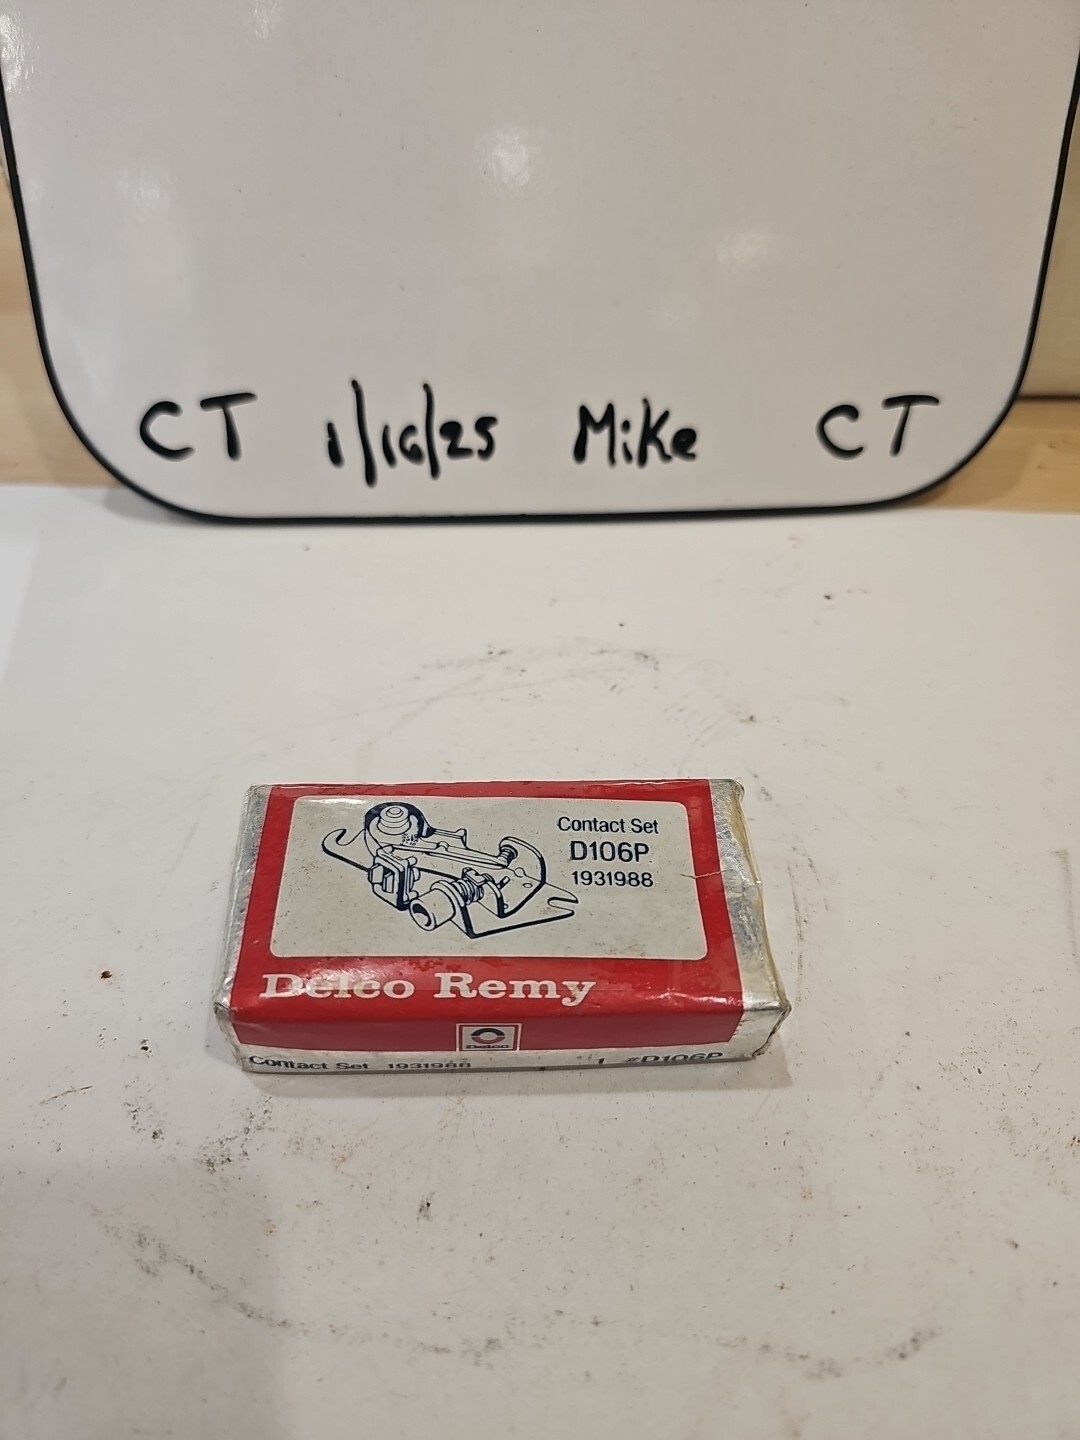 CT 1/16/25 Mike CT
Contact Set
D106P
1931988
Delco Remy
Delco
Contact Set 1931988 1 #D106P